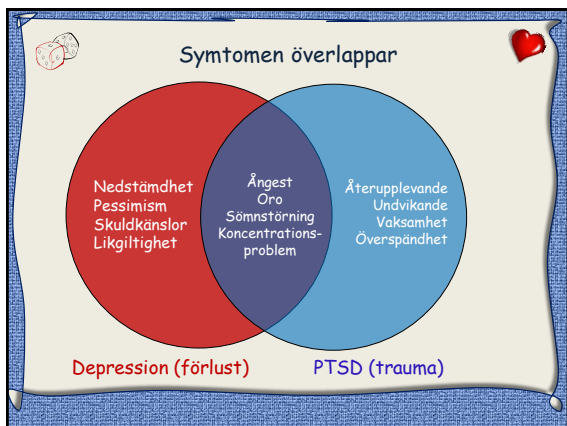 Symtomen överlappar
Nedstämdhet
Pessimism
Skuldkänslor
Likgiltighet
Ångest
Oro
Sömnstörning
Koncentrations-
problem
Återupplevande
Undvikande
Vaksamhet
Överspändhet
Depression (förlust)
PTSD (trauma)